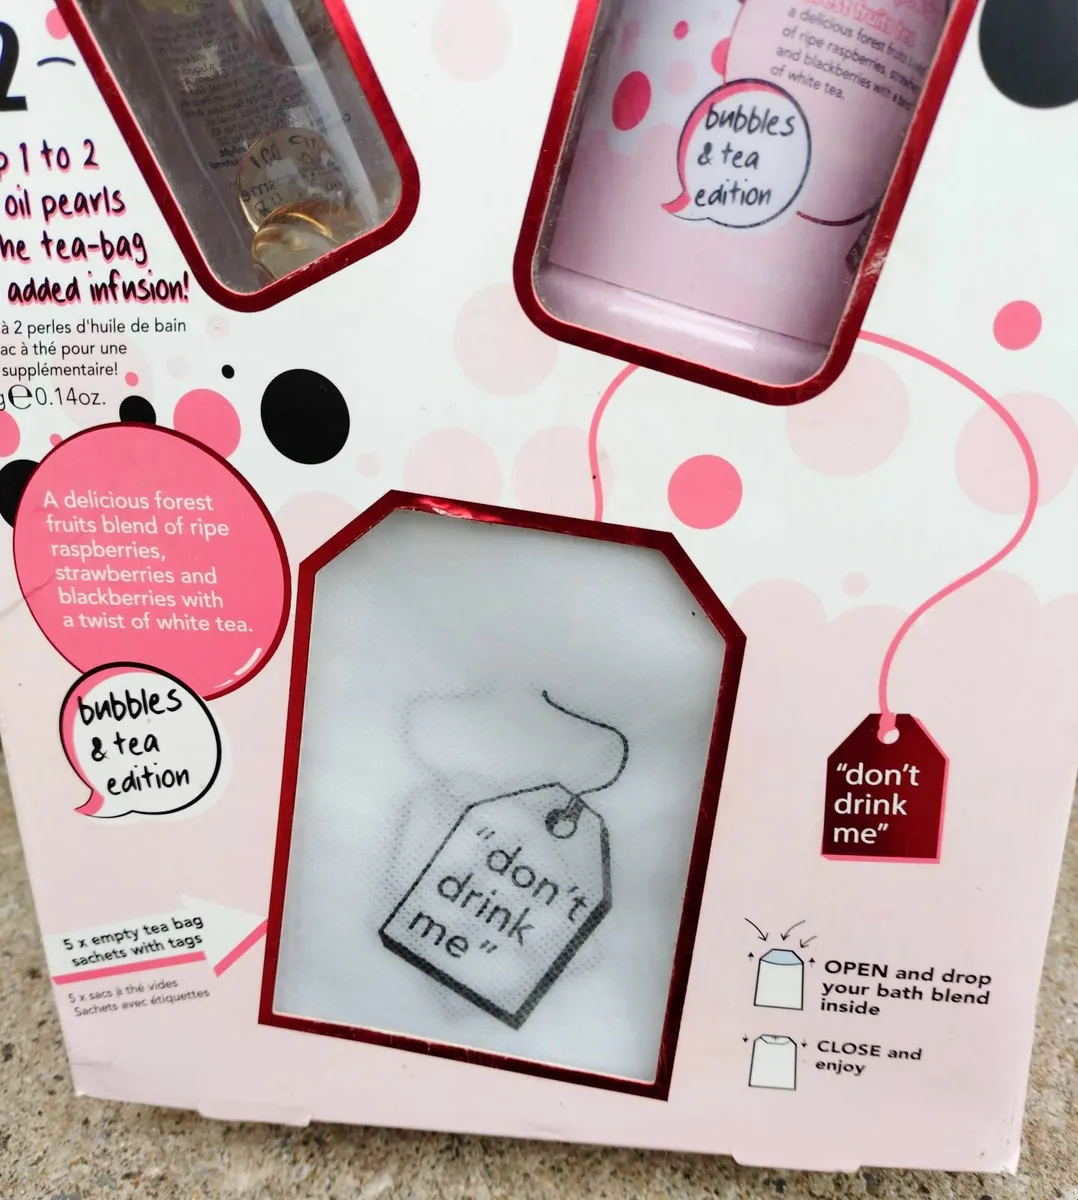 2
p 1 to 2
oil pearls
he tea-bag
added infusion!
à 2 perles d'huile de bain
ac à thé pour une
supplémentaire!
g℮0.14oz.
a delicious forest fruits
of ripe raspberries,
and blackberries with a
of white tea.
bubbles
& tea
edition
A delicious forest
fruits blend of ripe
raspberries,
strawberries and
blackberries with
a twist of white tea.
bubbles
& tea
edition
5 x empty tea bag
sachets with tags
5 x sacs à thé vides
Sachets avec étiquettes
"don't
drink
me"
"don't
drink
me"
OPEN and drop
your bath blend
inside
CLOSE and
enjoy